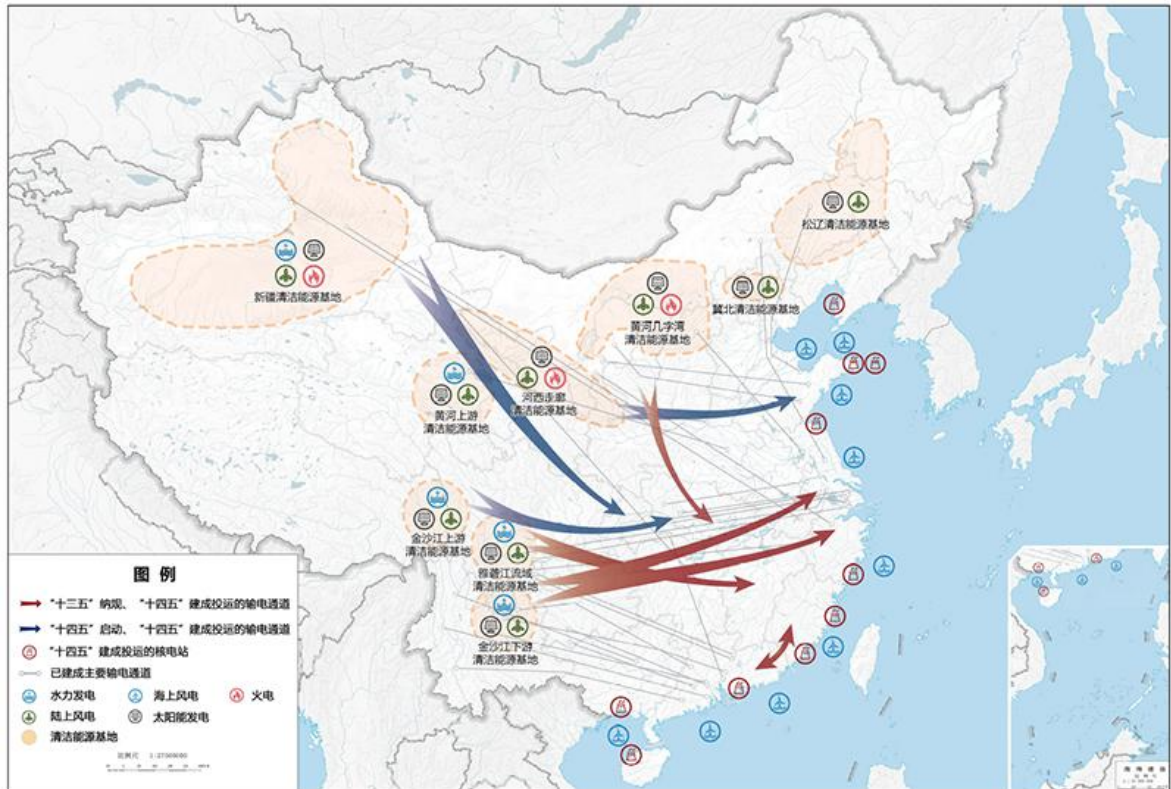 松辽清洁能源基地
新疆清洁能源基地
冀北清洁能源基地
黄河几字湾
清洁能源基地
河西走廊
清洁能源基地
黄河上游
清洁能源基地
金沙江上游
清洁能源基地
雅砻江流域
清洁能源基地
金沙江下游
清洁能源基地
图 例
“十三五”纳规、“十四五”建成投运的输电通道
“十四五”启动、“十四五”建成投运的输电通道
“十四五”建成投运的核电站
已建成主要输电通道
水力发电 海上风电 火电
陆上风电 太阳能发电
清洁能源基地